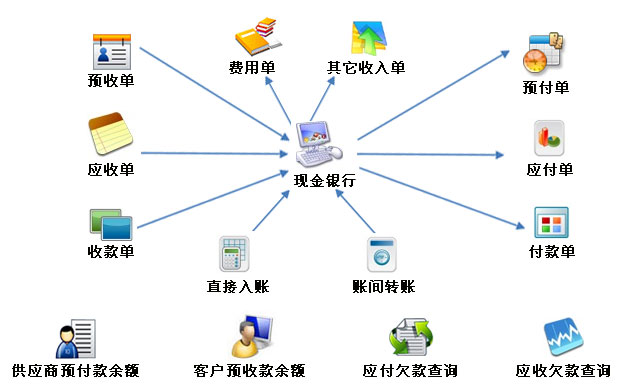 费用单
其它收入单
预收单
预付单
应收单
现金银行
应付单
收款单
付款单
直接入账
账间转账
供应商预付款余额
客户预收款余额
应付欠款查询
应收欠款查询